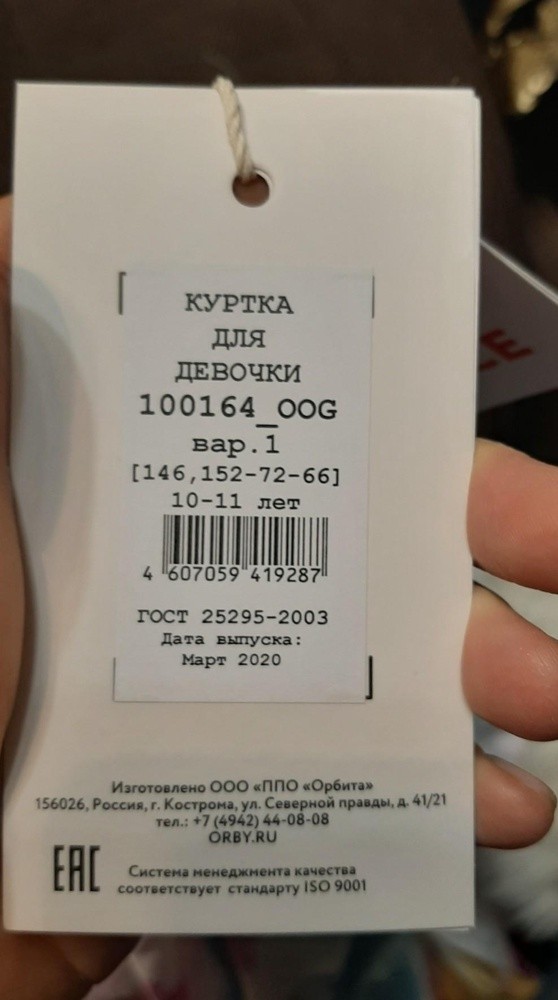 КУРТКА
ДЛЯ
ДЕВОЧКИ
100164_OOG
вар.1
[146,152-72-66]
10-11 лет
4 607059 419287
ГОСТ 25295-2003
Дата выпуска:
Март 2020
Изготовлено ООО «ППО «Орбита»
156026, Россия, г. Кострома, ул. Северной правды, д. 41/21
тел.: +7 (4942) 44-08-08
ORBY.RU
EAC
Система менеджмента качества
соответствует стандарту ISO 9001